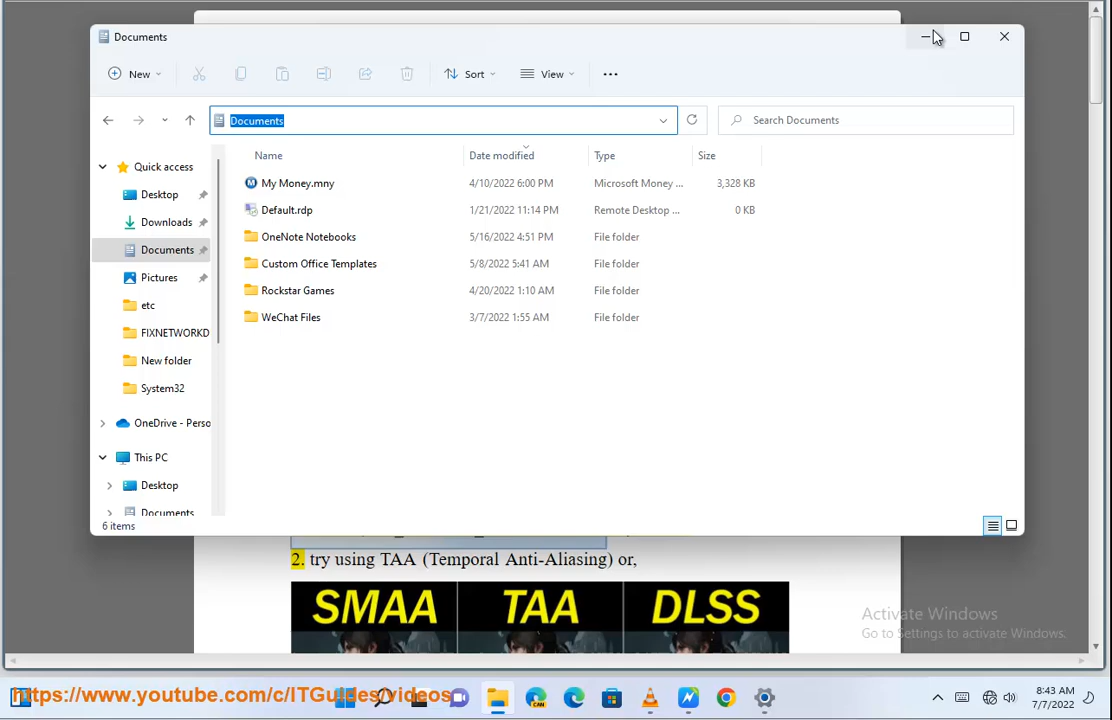 Documents
New
Sort
View
Documents
Search Documents
Name
Date modified
Type
Size
My Money.mny
4/10/2022 6:00 PM
Microsoft Money ...
3,328 KB
Default.rdp
1/21/2022 11:14 PM
Remote Desktop ...
0 KB
OneNote Notebooks
5/16/2022 4:51 PM
File folder
Custom Office Templates
5/8/2022 5:41 AM
File folder
Rockstar Games
4/20/2022 1:10 AM
File folder
WeChat Files
3/7/2022 1:55 AM
File folder
Quick access
Desktop
Downloads
Documents
Pictures
etc
FIXNETWORKD
New folder
System32
OneDrive - Perso
This PC
Desktop
Documents
6 items
2. try using TAA (Temporal Anti-Aliasing) or,
SMAA
TAA
DLSS
Activate Windows
Go to Settings to activate Windows.
https://www.youtube.com/c/ITGuides/videos
CAN
8:43 AM
7/7/2022